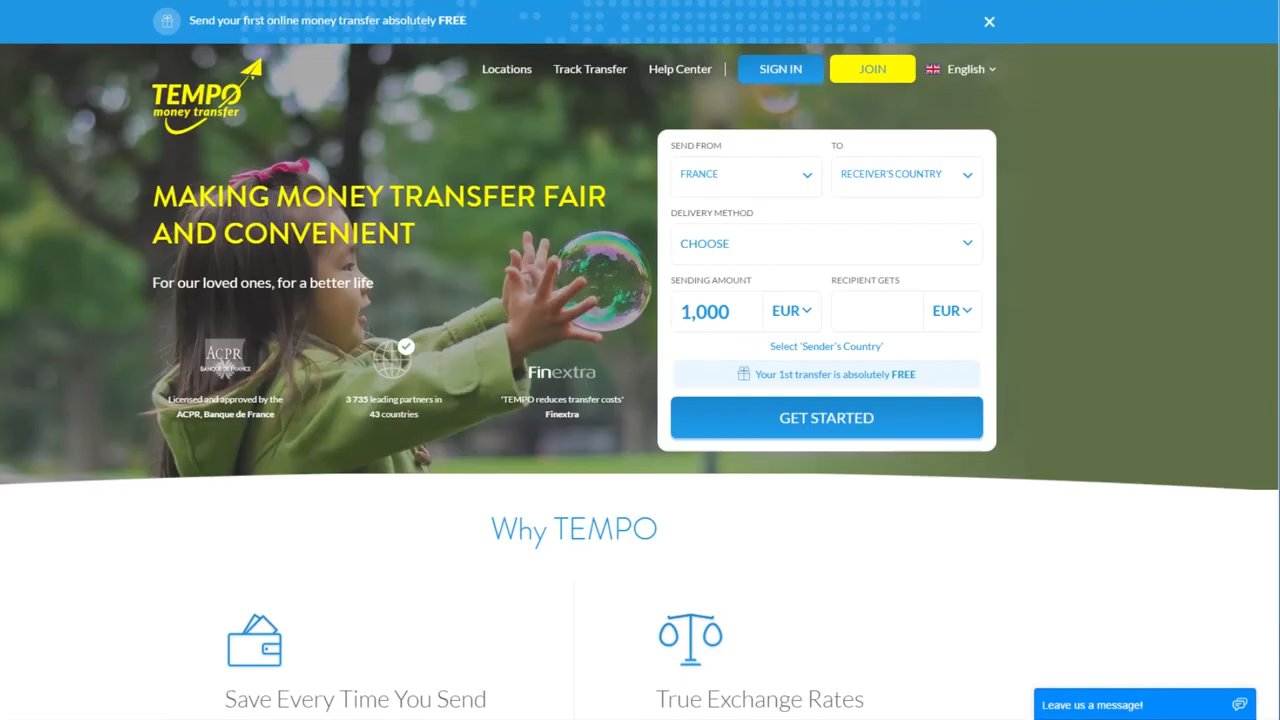 Send your first online money transfer absolutely FREE
TEMPO
money transfer
Locations
Track Transfer
Help Center
SIGN IN
JOIN
English
MAKING MONEY TRANSFER FAIR
AND CONVENIENT
For our loved ones, for a better life
ACPR
BANQUE DE FRANCE
Licensed and approved by the
ACPR, Banque de France
3 735 leading partners in
43 countries
Finextra
'TEMPO reduces transfer costs'
Finextra
SEND FROM
TO
FRANCE
RECEIVER'S COUNTRY
DELIVERY METHOD
CHOOSE
SENDING AMOUNT
RECIPIENT GETS
1,000
EUR
EUR
Select 'Sender's Country'
Your 1st transfer is absolutely FREE
GET STARTED
Why TEMPO
Save Every Time You Send
True Exchange Rates
Leave us a message!